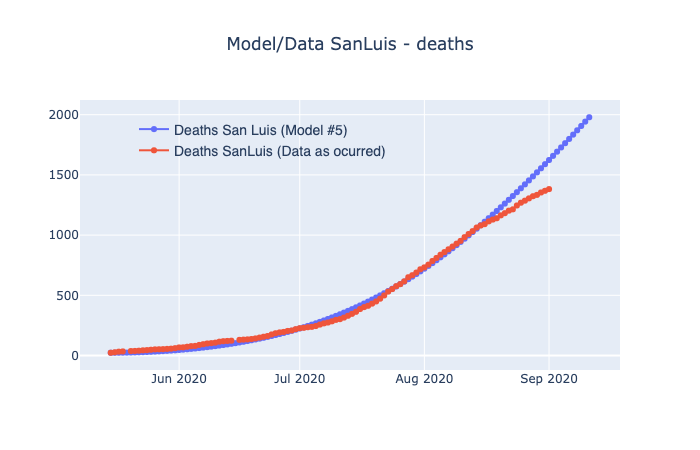 Model/Data SanLuis - deaths
2000
1500
1000
500
0
Deaths San Luis (Model #5)
Deaths SanLuis (Data as ocurred)
Jun 2020
Jul 2020
Aug 2020
Sep 2020